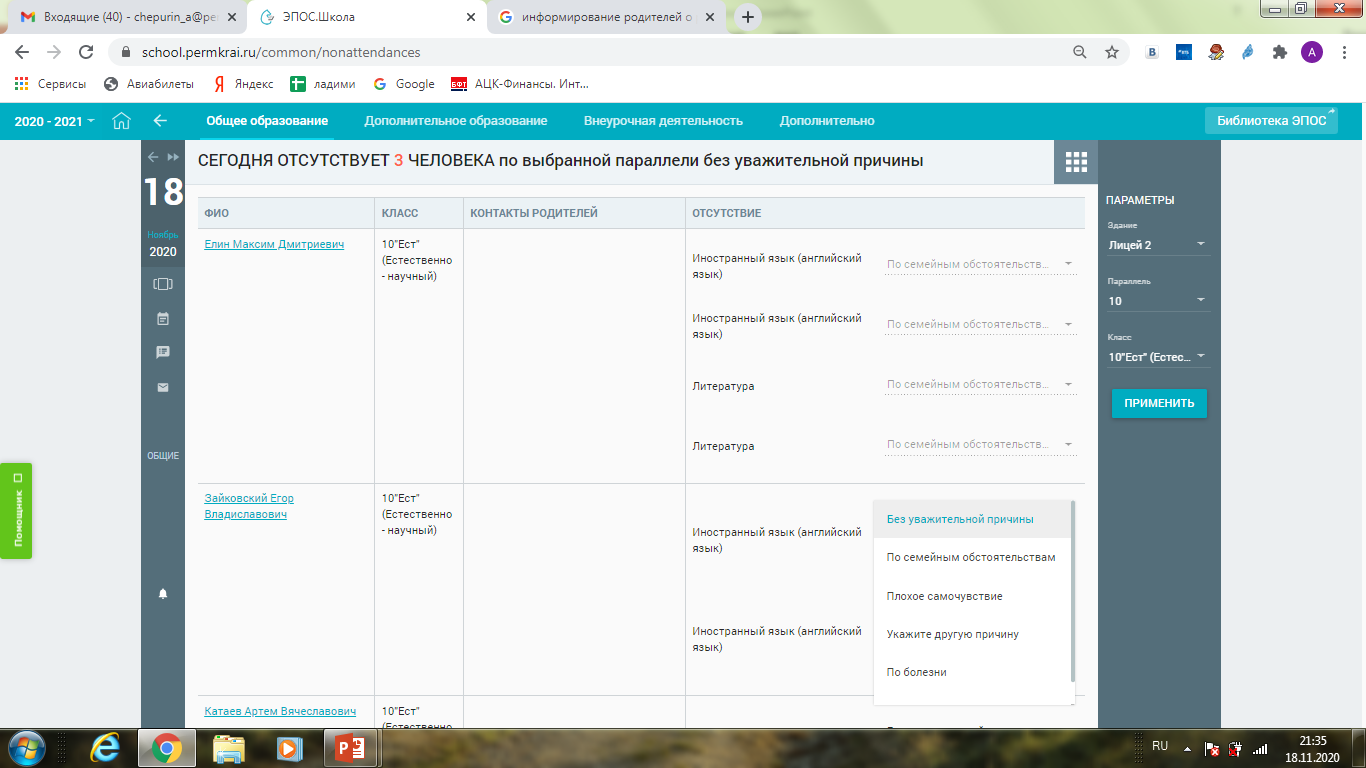 Входящие (40) - chepurin_a@per
ЭПОС.Школа
информирование родителей о
school.permkrai.ru/common/nonattendances
Сервисы
Авиабилеты
Яндекс
ладими
Google
БФТ
АЦК-Финансы. Инт...
A
2020 - 2021
Общее образование
Дополнительное образование
Внеурочная деятельность
Дополнительно
Библиотека ЭПОС
18
Ноябрь
2020
ОБЩИЕ
Помощник
СЕГОДНЯ ОТСУТСТВУЕТ 3 ЧЕЛОВЕКА по выбранной параллели без уважительной причины
ФИО
КЛАСС
КОНТАКТЫ РОДИТЕЛЕЙ
ОТСУТСТВИЕ
Елин Максим Дмитриевич
10"Ест"
(Естественно
- научный)
Иностранный язык (английский
язык)
По семейным обстоятельств...
Иностранный язык (английский
язык)
По семейным обстоятельств...
Литература
По семейным обстоятельств...
Литература
По семейным обстоятельств...
Зайковский Егор
Владиславович
10"Ест"
(Естественно
- научный)
Иностранный язык (английский
язык)
Иностранный язык (английский
язык)
Без уважительной причины
По семейным обстоятельствам
Плохое самочувствие
Укажите другую причину
По болезни
Катаев Артем Вячеславович
10"Ест"
(Естественно
ПАРАМЕТРЫ
Здание
Лицей 2
Параллель
10
Класс
10"Ест" (Естес...
ПРИМЕНИТЬ
RU
21:35
18.11.2020